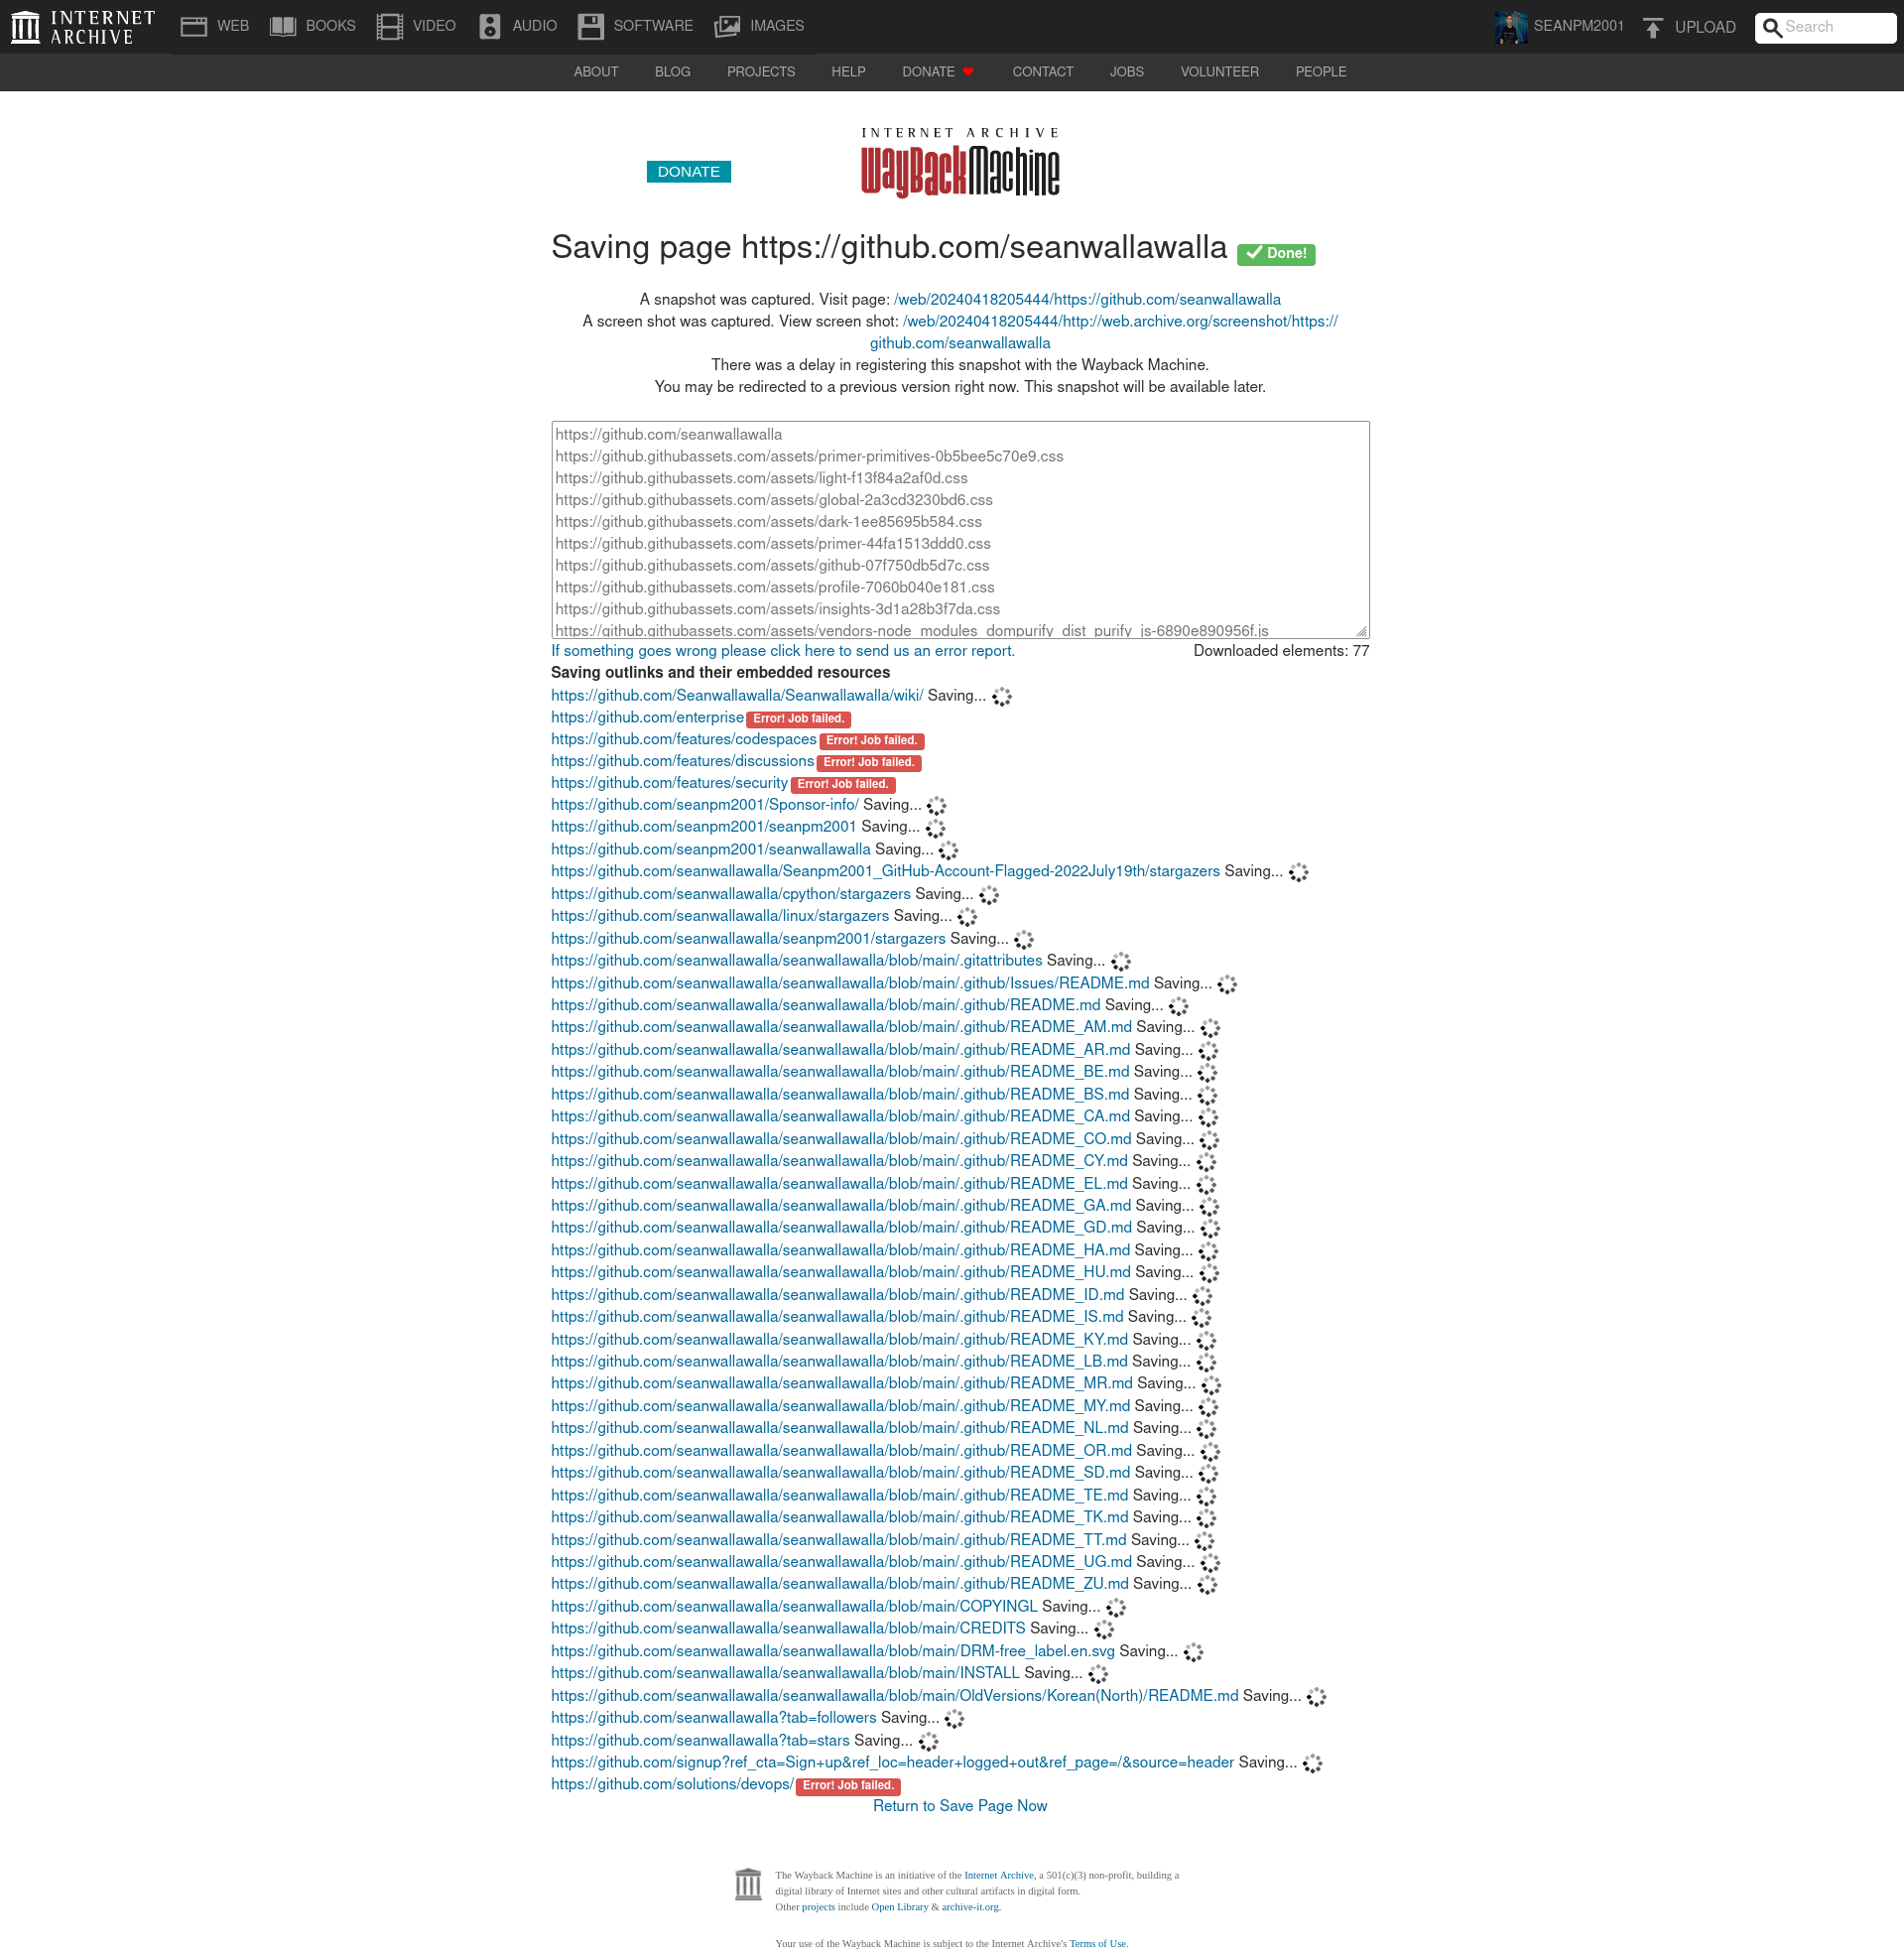 INTERNET ARCHIVE
WEB BOOKS VIDEO AUDIO SOFTWARE IMAGES SEANPM2001 UPLOAD Search
ABOUT BLOG PROJECTS HELP DONATE CONTACT JOBS VOLUNTEER PEOPLE
INTERNET ARCHIVE
WayBackMachine
DONATE
Saving page https://github.com/seanwallawalla Done!
A snapshot was captured. Visit page: /web/20240418205444/https://github.com/seanwallawalla
A screen shot was captured. View screen shot: /web/20240418205444/http://web.archive.org/screenshot/https://
github.com/seanwallawalla
There was a delay in registering this snapshot with the Wayback Machine.
You may be redirected to a previous version right now. This snapshot will be available later.
https://github.com/seanwallawalla
https://github.githubassets.com/assets/primer-primitives-0b5bee5c70e9.css
https://github.githubassets.com/assets/light-f13f84a2af0d.css
https://github.githubassets.com/assets/global-2a3cd3230bd6.css
https://github.githubassets.com/assets/dark-1ee85695b584.css
https://github.githubassets.com/assets/primer-44fa1513ddd0.css
https://github.githubassets.com/assets/github-07f750db5d7c.css
https://github.githubassets.com/assets/profile-7060b040e181.css
https://github.githubassets.com/assets/insights-3d1a28b3f7da.css
https://github.githubassets.com/assets/vendors-node_modules_dompurify_dist_purify_js-6890e890956f.js
If something goes wrong please click here to send us an error report. Downloaded elements: 77
Saving outlinks and their embedded resources
https://github.com/Seanwallawalla/Seanwallawalla/wiki/ Saving...
https://github.com/enterprise Error! Job failed.
https://github.com/features/codespaces Error! Job failed.
https://github.com/features/discussions Error! Job failed.
https://github.com/features/security Error! Job failed.
https://github.com/seanpm2001/Sponsor-info/ Saving...
https://github.com/seanpm2001/seanpm2001 Saving...
https://github.com/seanpm2001/seanwallawalla Saving...
https://github.com/seanwallawalla/Seanpm2001_GitHub-Account-Flagged-2022July19th/stargazers Saving...
https://github.com/seanwallawalla/cpython/stargazers Saving...
https://github.com/seanwallawalla/linux/stargazers Saving...
https://github.com/seanwallawalla/seanpm2001/stargazers Saving...
https://github.com/seanwallawalla/seanwallawalla/blob/main/.gitattributes Saving...
https://github.com/seanwallawalla/seanwallawalla/blob/main/.github/Issues/README.md Saving...
https://github.com/seanwallawalla/seanwallawalla/blob/main/.github/README.md Saving...
https://github.com/seanwallawalla/seanwallawalla/blob/main/.github/README_AM.md Saving...
https://github.com/seanwallawalla/seanwallawalla/blob/main/.github/README_AR.md Saving...
https://github.com/seanwallawalla/seanwallawalla/blob/main/.github/README_BE.md Saving...
https://github.com/seanwallawalla/seanwallawalla/blob/main/.github/README_BS.md Saving...
https://github.com/seanwallawalla/seanwallawalla/blob/main/.github/README_CA.md Saving...
https://github.com/seanwallawalla/seanwallawalla/blob/main/.github/README_CO.md Saving...
https://github.com/seanwallawalla/seanwallawalla/blob/main/.github/README_CY.md Saving...
https://github.com/seanwallawalla/seanwallawalla/blob/main/.github/README_EL.md Saving...
https://github.com/seanwallawalla/seanwallawalla/blob/main/.github/README_GA.md Saving...
https://github.com/seanwallawalla/seanwallawalla/blob/main/.github/README_GD.md Saving...
https://github.com/seanwallawalla/seanwallawalla/blob/main/.github/README_HA.md Saving...
https://github.com/seanwallawalla/seanwallawalla/blob/main/.github/README_HU.md Saving...
https://github.com/seanwallawalla/seanwallawalla/blob/main/.github/README_ID.md Saving...
https://github.com/seanwallawalla/seanwallawalla/blob/main/.github/README_IS.md Saving...
https://github.com/seanwallawalla/seanwallawalla/blob/main/.github/README_KY.md Saving...
https://github.com/seanwallawalla/seanwallawalla/blob/main/.github/README_LB.md Saving...
https://github.com/seanwallawalla/seanwallawalla/blob/main/.github/README_MR.md Saving...
https://github.com/seanwallawalla/seanwallawalla/blob/main/.github/README_MY.md Saving...
https://github.com/seanwallawalla/seanwallawalla/blob/main/.github/README_NL.md Saving...
https://github.com/seanwallawalla/seanwallawalla/blob/main/.github/README_OR.md Saving...
https://github.com/seanwallawalla/seanwallawalla/blob/main/.github/README_SD.md Saving...
https://github.com/seanwallawalla/seanwallawalla/blob/main/.github/README_TE.md Saving...
https://github.com/seanwallawalla/seanwallawalla/blob/main/.github/README_TK.md Saving...
https://github.com/seanwallawalla/seanwallawalla/blob/main/.github/README_TT.md Saving...
https://github.com/seanwallawalla/seanwallawalla/blob/main/.github/README_UG.md Saving...
https://github.com/seanwallawalla/seanwallawalla/blob/main/.github/README_ZU.md Saving...
https://github.com/seanwallawalla/seanwallawalla/blob/main/COPYINGL Saving...
https://github.com/seanwallawalla/seanwallawalla/blob/main/CREDITS Saving...
https://github.com/seanwallawalla/seanwallawalla/blob/main/DRM-free_label.en.svg Saving...
https://github.com/seanwallawalla/seanwallawalla/blob/main/INSTALL Saving...
https://github.com/seanwallawalla/seanwallawalla/blob/main/OldVersions/Korean(North)/README.md Saving...
https://github.com/seanwallawalla?tab=followers Saving...
https://github.com/seanwallawalla?tab=stars Saving...
https://github.com/signup?ref_cta=Sign+up&ref_loc=header+logged+out&ref_page=/&source=header Saving...
https://github.com/solutions/devops/ Error! Job failed.
Return to Save Page Now
The Wayback Machine is an initiative of the Internet Archive, a 501(c)(3) non-profit, building a
digital library of Internet sites and other cultural artifacts in digital form.
Other projects include Open Library & archive-it.org.
Your use of the Wayback Machine is subject to the Internet Archive's Terms of Use.